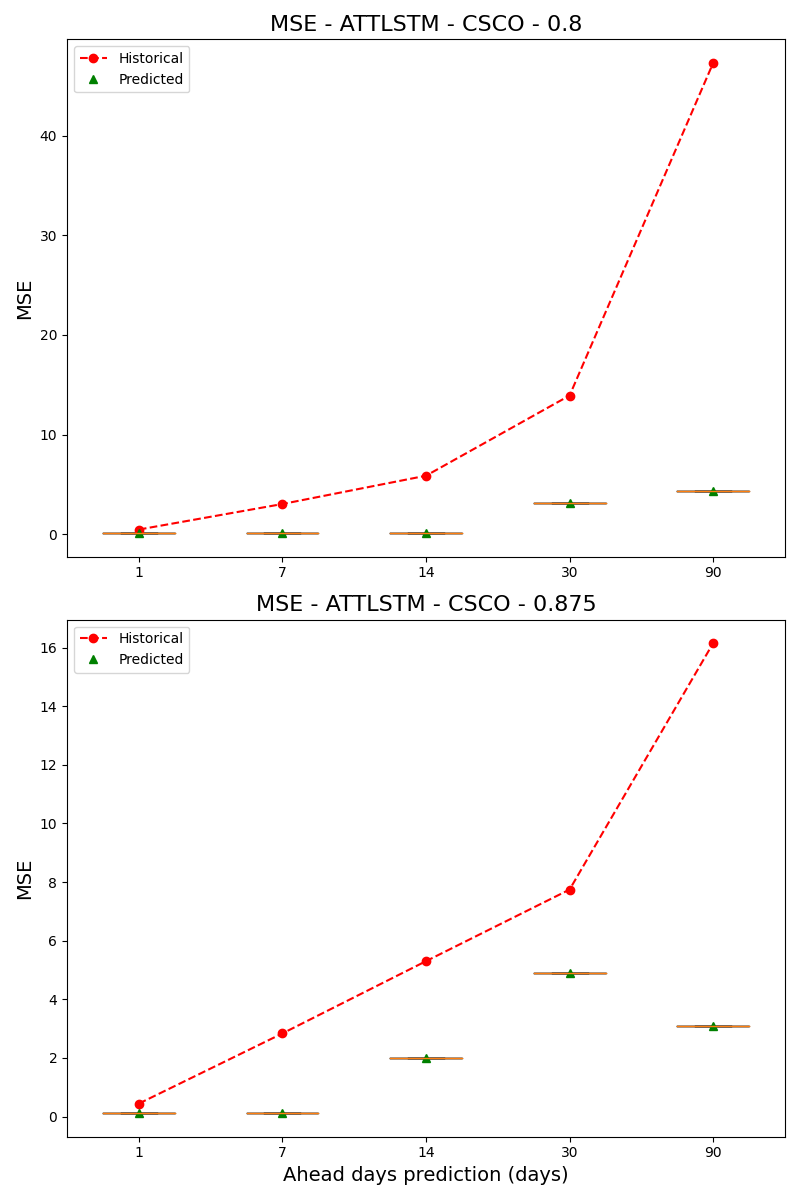 MSE - ATTLSTM - CSCO - 0.8
Historical
Predicted
MSE
40
30
20
10
0
1 7 14 30 90
MSE - ATTLSTM - CSCO - 0.875
Historical
Predicted
MSE
16
14
12
10
8
6
4
2
0
1 7 14 30 90
Ahead days prediction (days)